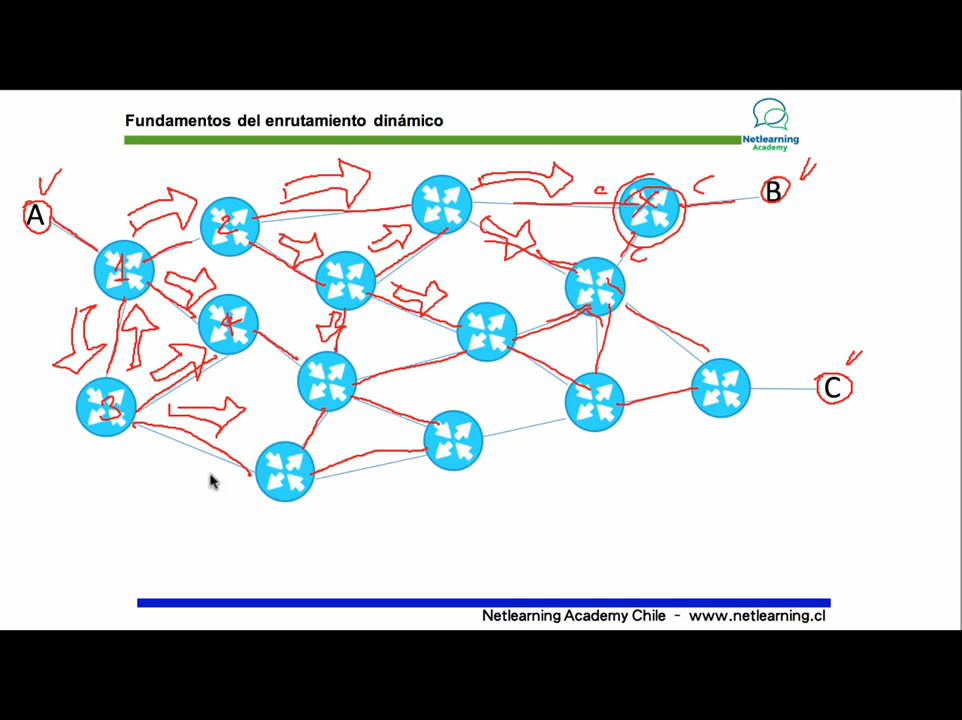 Fundamentos del enrutamiento dinámico
Netlearning
Academy
A
B
C
1
2
3
4
c
c
c
Netlearning Academy Chile - www.netlearning.cl